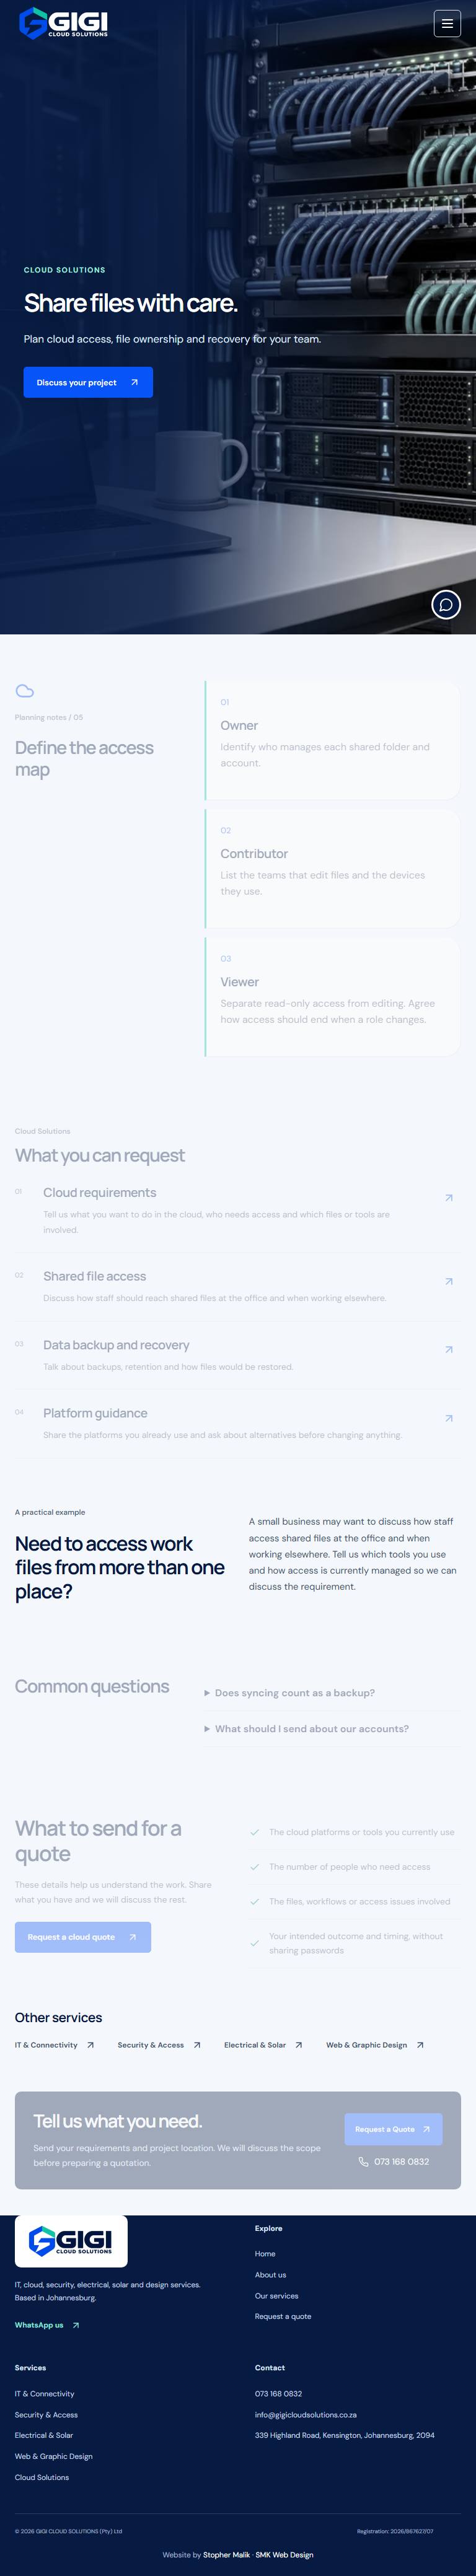 GIGI
CLOUD SOLUTIONS
CLOUD SOLUTIONS
Share files with care.
Plan cloud access, file ownership and recovery for your team.
Discuss your project
Planning notes / 05
Define the access
map
01
Owner
Identify who manages each shared folder and
account.
02
Contributor
List the teams that edit files and the devices
they use.
03
Viewer
Separate read-only access from editing. Agree
how access should end when a role changes.
Cloud Solutions
What you can request
01
Cloud requirements
Tell us what you want to do in the cloud, who needs access and which files or tools are
involved.
02
Shared file access
Discuss how staff should reach shared files at the office and when working elsewhere.
03
Data backup and recovery
Talk about backups, retention and how files would be restored.
04
Platform guidance
Share the platforms you already use and ask about alternatives before changing anything.
A practical example
Need to access work
files from more than one
place?
A small business may want to discuss how staff
access shared files at the office and when
working elsewhere. Tell us which tools you use
and how access is currently managed so we can
discuss the requirement.
Common questions
Does syncing count as a backup?
What should I send about our accounts?
What to send for a
quote
These details help us understand the work. Share
what you have and we will discuss the rest.
Request a cloud quote
The cloud platforms or tools you currently use
The number of people who need access
The files, workflows or access issues involved
Your intended outcome and timing, without
sharing passwords
Other services
IT & Connectivity
Security & Access
Electrical & Solar
Web & Graphic Design
Tell us what you need.
Send your requirements and project location. We will discuss the scope
before preparing a quotation.
Request a Quote
073 168 0832
GIGI
CLOUD SOLUTIONS
IT, cloud, security, electrical, solar and design services.
Based in Johannesburg.
WhatsApp us
Explore
Home
About us
Our services
Request a quote
Services
IT & Connectivity
Security & Access
Electrical & Solar
Web & Graphic Design
Cloud Solutions
Contact
073 168 0832
info@gigicloudsolutions.co.za
339 Highland Road, Kensington, Johannesburg, 2094
© 2026 GIGI CLOUD SOLUTIONS (Pty) Ltd
Registration: 2026/867627/07
Website by Stopher Malik · SMK Web Design